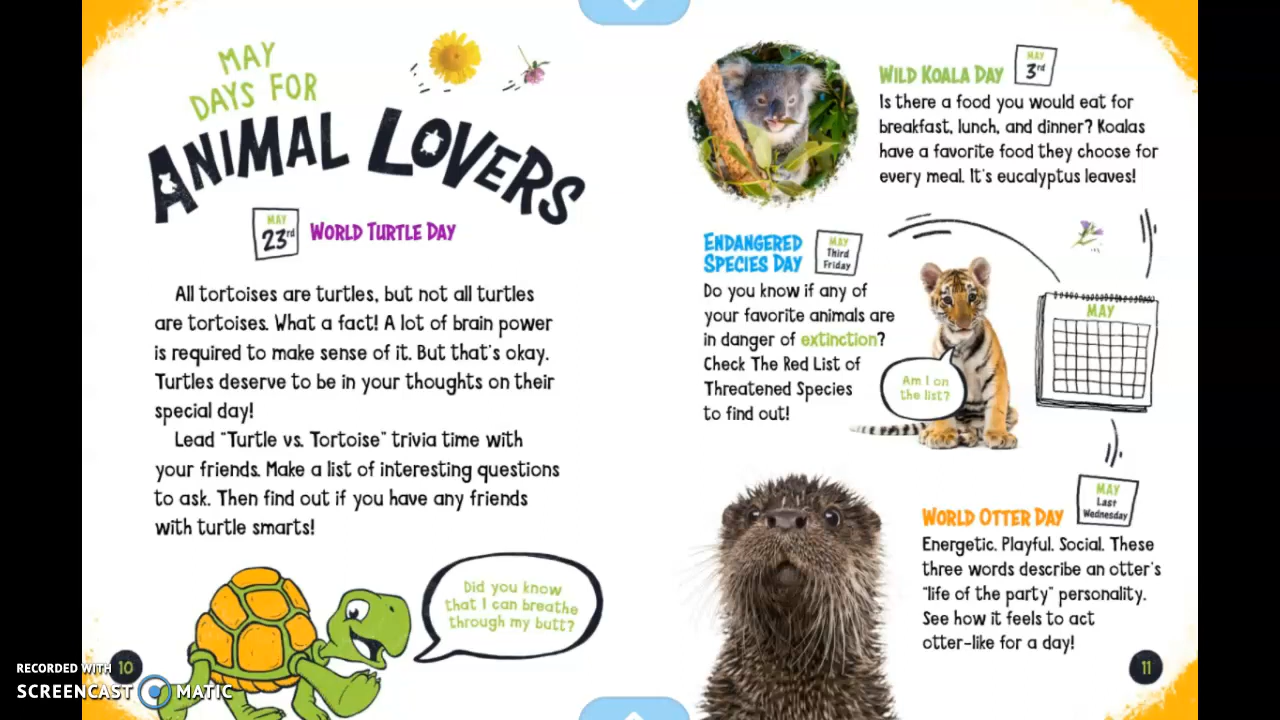 MAY
DAYS FOR
ANIMAL LOVERS
MAY
23rd
WORLD TURTLE DAY
All tortoises are turtles, but not all turtles
are tortoises. What a fact! A lot of brain power
is required to make sense of it. But that's okay.
Turtles deserve to be in your thoughts on their
special day!
Lead "Turtle vs. Tortoise" trivia time with
your friends. Make a list of interesting questions
to ask. Then find out if you have any friends
with turtle smarts!
Did you know
that I can breathe
through my butt?
10
WILD KOALA DAY
MAY
3rd
Is there a food you would eat for
breakfast, lunch, and dinner? Koalas
have a favorite food they choose for
every meal. It's eucalyptus leaves!
ENDANGERED
SPECIES DAY
MAY
Third
Friday
Do you know if any of
your favorite animals are
in danger of extinction?
Check The Red List of
Threatened Species
to find out!
Am I on
the list?
MAY
WORLD OTTER DAY
MAY
Last
Wednesday
Energetic. Playful. Social. These
three words describe an otter's
"life of the party" personality.
See how it feels to act
otter-like for a day!
11
RECORDED WITH
SCREENCAST MATIC